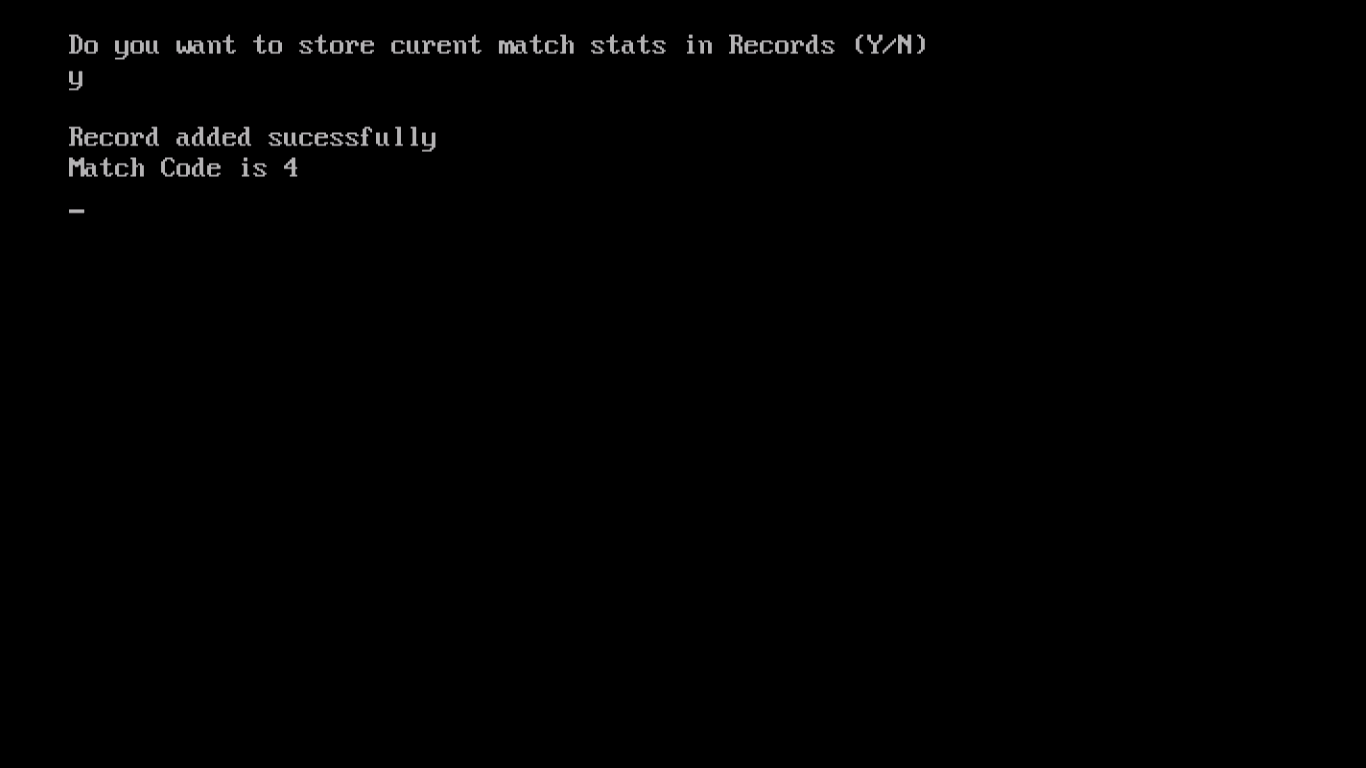 Do you want to store curent match stats in Records (Y/N)
y
Record added sucessfully
Match Code is 4
_